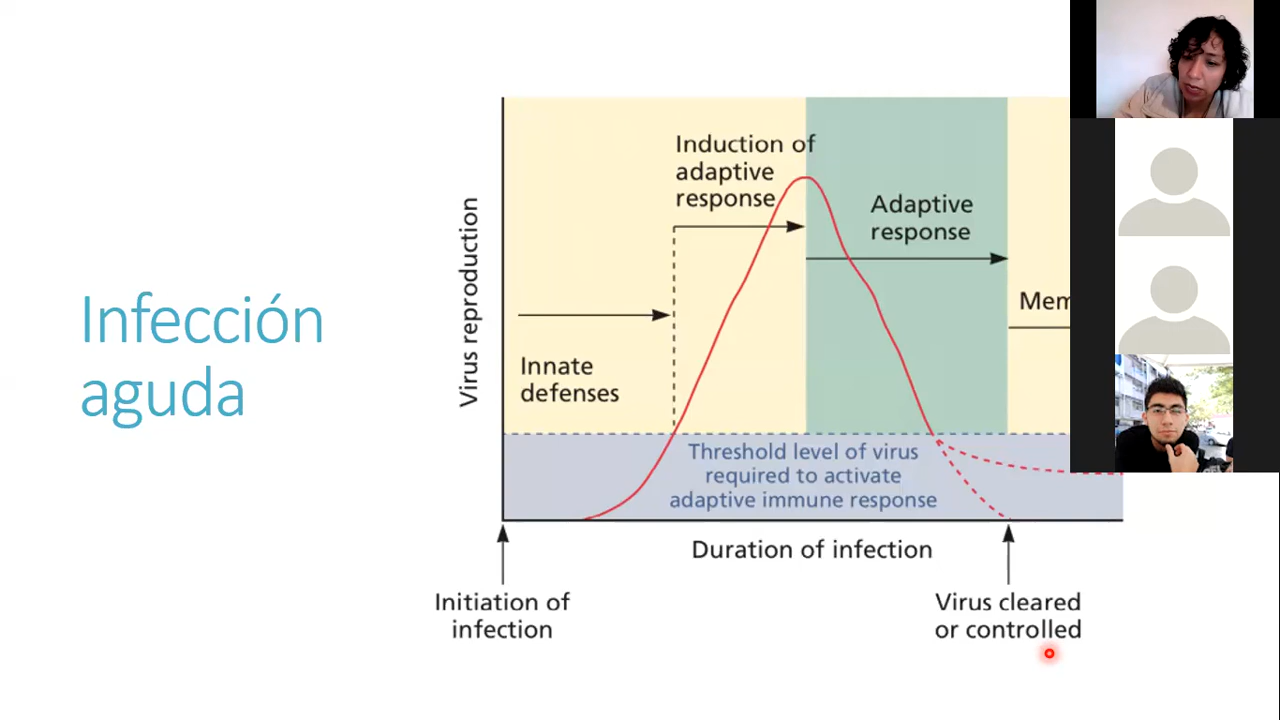 Infección
aguda
Virus reproduction
Induction of
adaptive
response
Adaptive
response
Innate
defenses
Threshold level of virus
required to activate
adaptive immune response
Duration of infection
Initiation of
infection
Virus cleared
or controlled